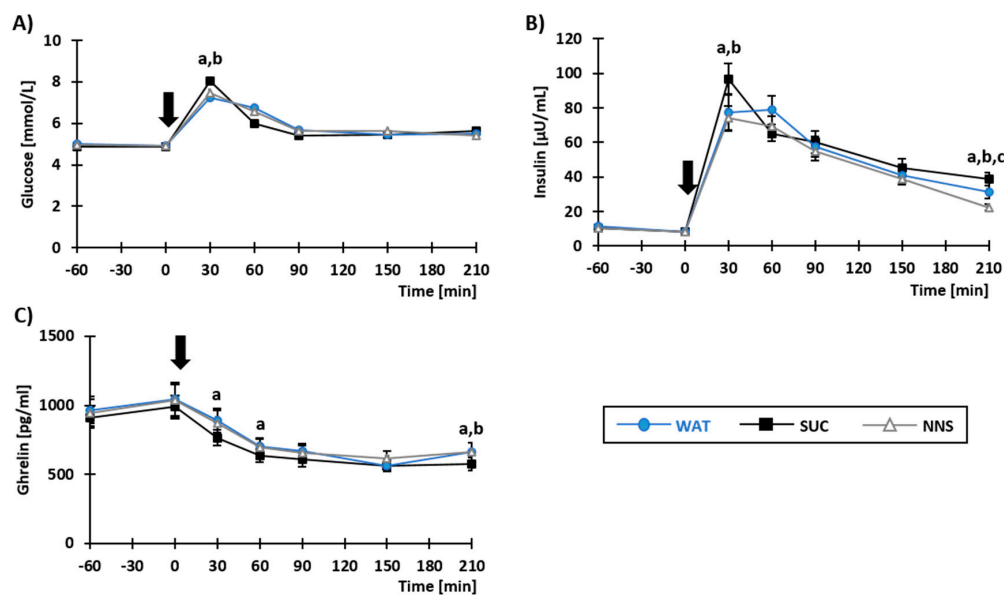 A)
Glucose [mmol/L]
10
8
6
4
2
0
a,b
-60 -30 0 30 60 90 120 150 180 210
Time [min]
B)
Insulin [µU/mL]
120
100
80
60
40
20
0
a,b
a,b,c
-60 -30 0 30 60 90 120 150 180 210
Time [min]
C)
Ghrelin [pg/ml]
1500
1000
500
0
a
a
a,b
-60 -30 0 30 60 90 120 150 180 210
Time [min]
WAT SUC NNS